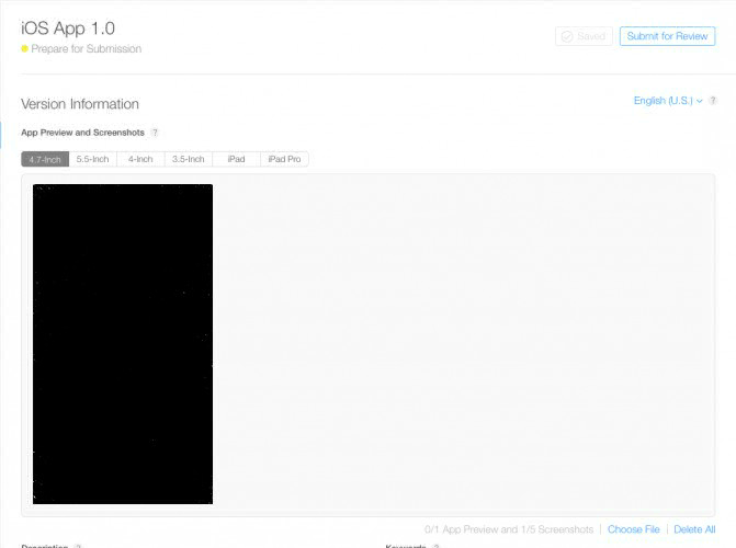 iOS App 1.0
Prepare for Submission
Saved
Submit for Review
Version Information
English (U.S.)
?
App Preview and Screenshots ?
4.7-Inch 5.5-Inch 4-Inch 3.5-Inch iPad iPad Pro
0/1 App Preview and 1/5 Screenshots | Choose File | Delete All
Description ? Keywords ?